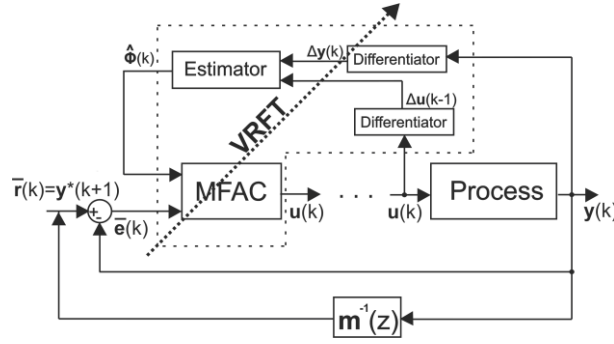 Φ̂(k)
Estimator
Δy(k)
Differentiator
Δu(k-1)
Differentiator
VRFT
r̅(k)=y*(k+1)
+
-
e̅(k)
MFAC
u(k)
. . .
u(k)
Process
y(k)
m⁻¹(z)